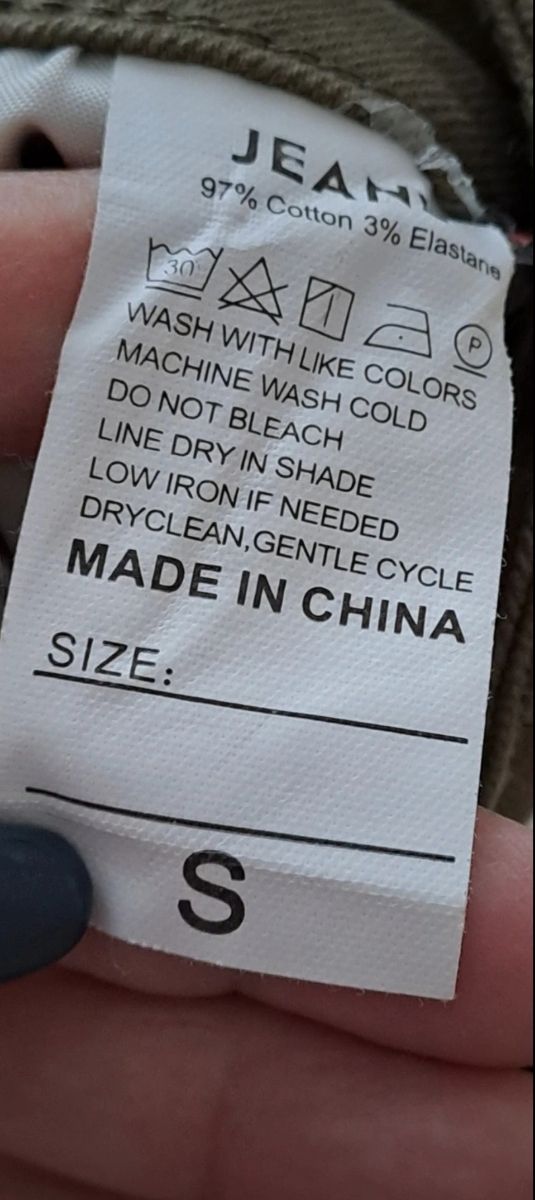 97% Cotton 3% Elastane
30 P
WASH WITH LIKE COLORS
MACHINE WASH COLD
DO NOT BLEACH
LINE DRY IN SHADE
LOW IRON IF NEEDED
DRYCLEAN,GENTLE CYCLE
MADE IN CHINA
SIZE:
S